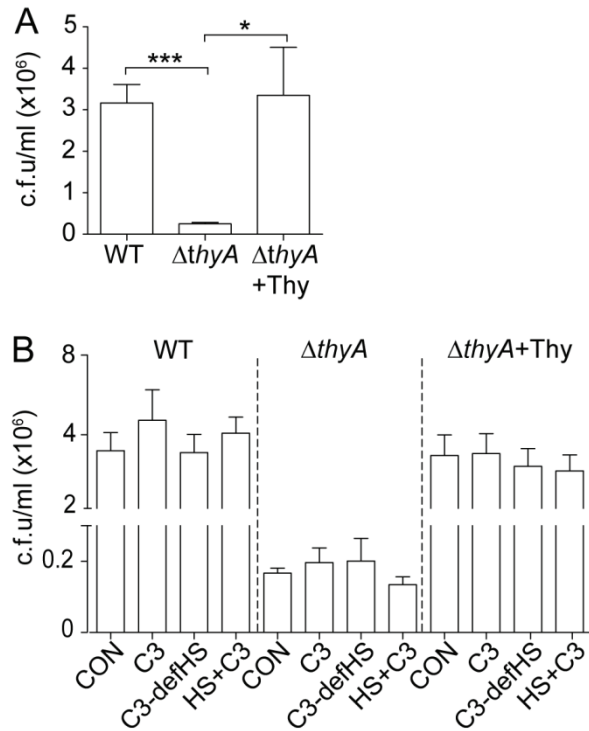 A
c.f.u/ml (x10⁶)
5
4
3
2
1
0
***
*
WT
ΔthyA
ΔthyA
+Thy
B
c.f.u/ml (x10⁶)
8
4
2
0.2
0
WT
ΔthyA
ΔthyA+Thy
CON
C3
C3-defHS
HS+C3
CON
C3
C3-defHS
HS+C3
CON
C3
C3-defHS
HS+C3